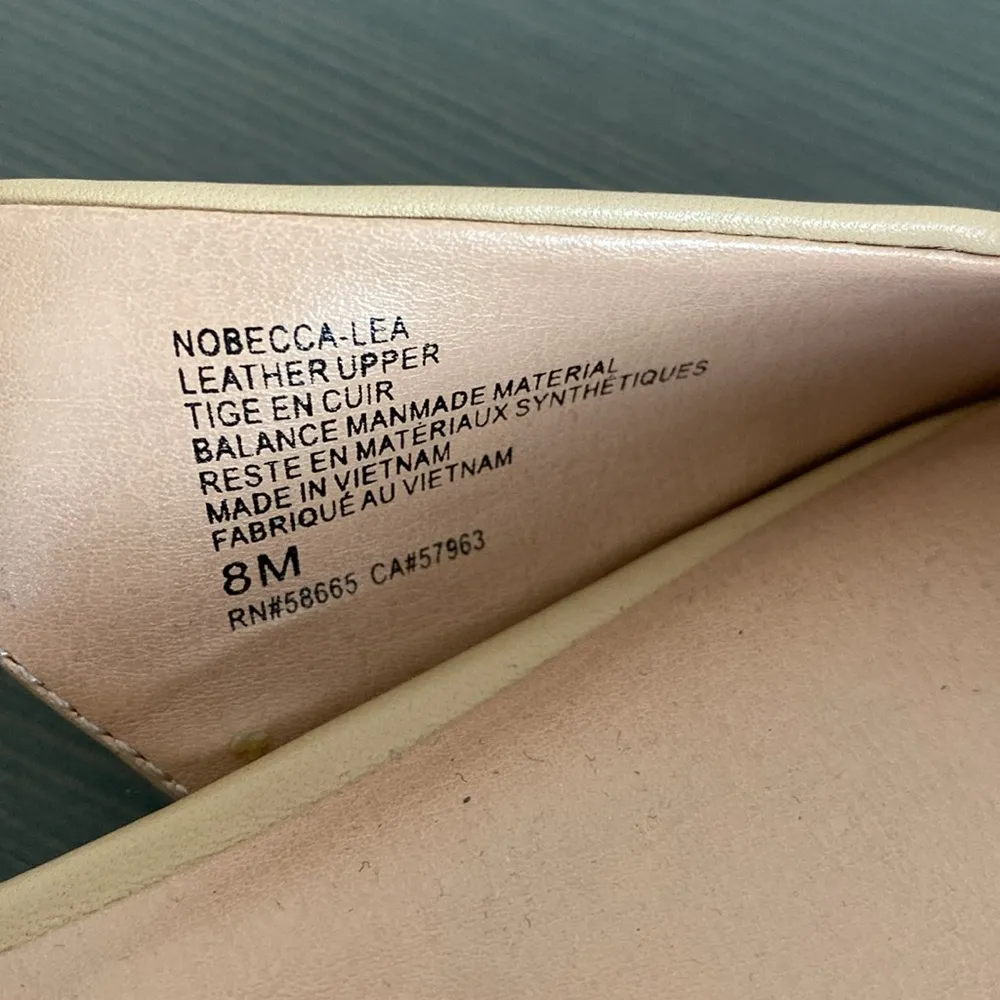 NOBECCA-LEA
LEATHER UPPER
TIGE EN CUIR
BALANCE MANMADE MATERIAL
RESTE EN MATÉRIAUX SYNTHÉTIQUES
MADE IN VIETNAM
FABRIQUÉ AU VIETNAM
8M
RN#58665 CA#57963